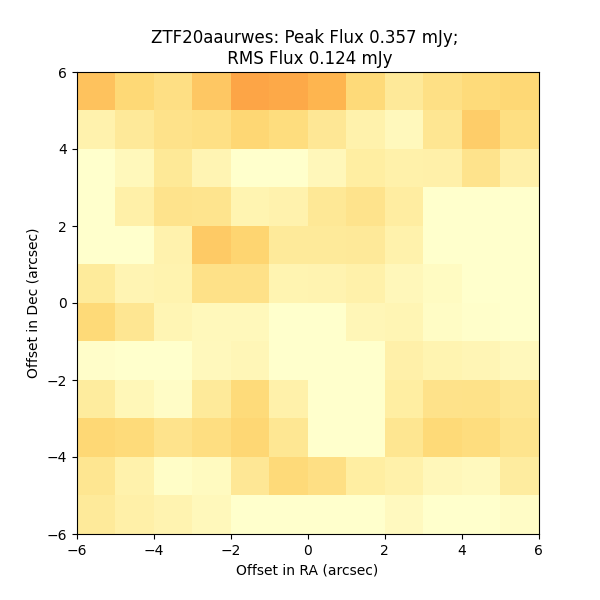 ZTF20aaurwes: Peak Flux 0.357 mJy;
RMS Flux 0.124 mJy
6
4
2
0
−2
−4
−6
Offset in Dec (arcsec)
−6 −4 −2 0 2 4 6
Offset in RA (arcsec)